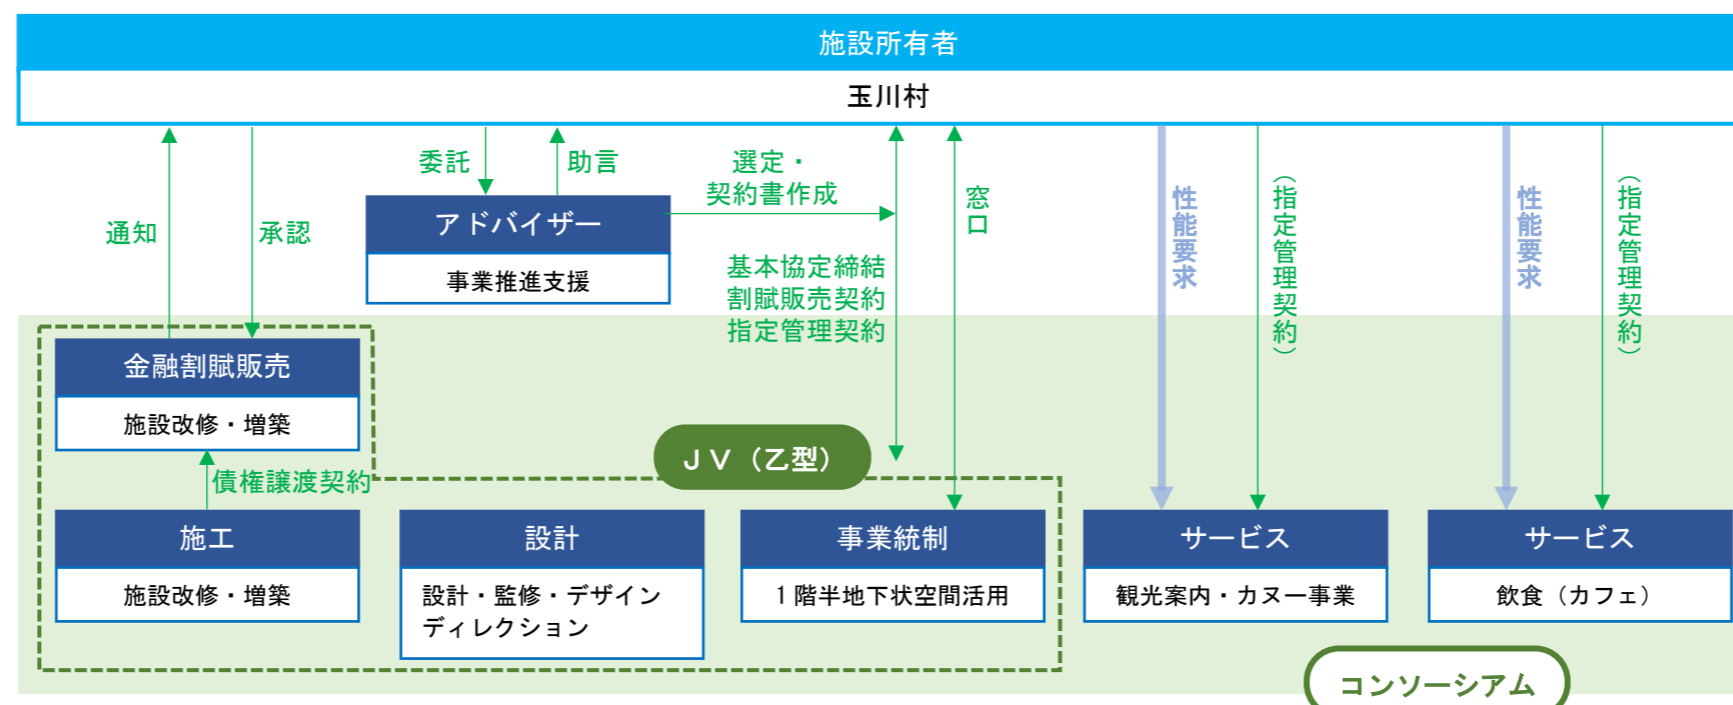 施設所有者
玉川村
通知
承認
委託
助言
選定・
契約書作成
基本協定締結
割賦販売契約
指定管理契約
窓口
性能要求
（指定管理契約）
性能要求
（指定管理契約）
アドバイザー
事業推進支援
金融割賦販売
施設改修・増築
債権譲渡契約
ＪＶ（乙型）
施工
施設改修・増築
設計
設計・監修・デザイン
ディレクション
事業統制
1階半地下状空間活用
サービス
観光案内・カヌー事業
サービス
飲食（カフェ）
コンソーシアム